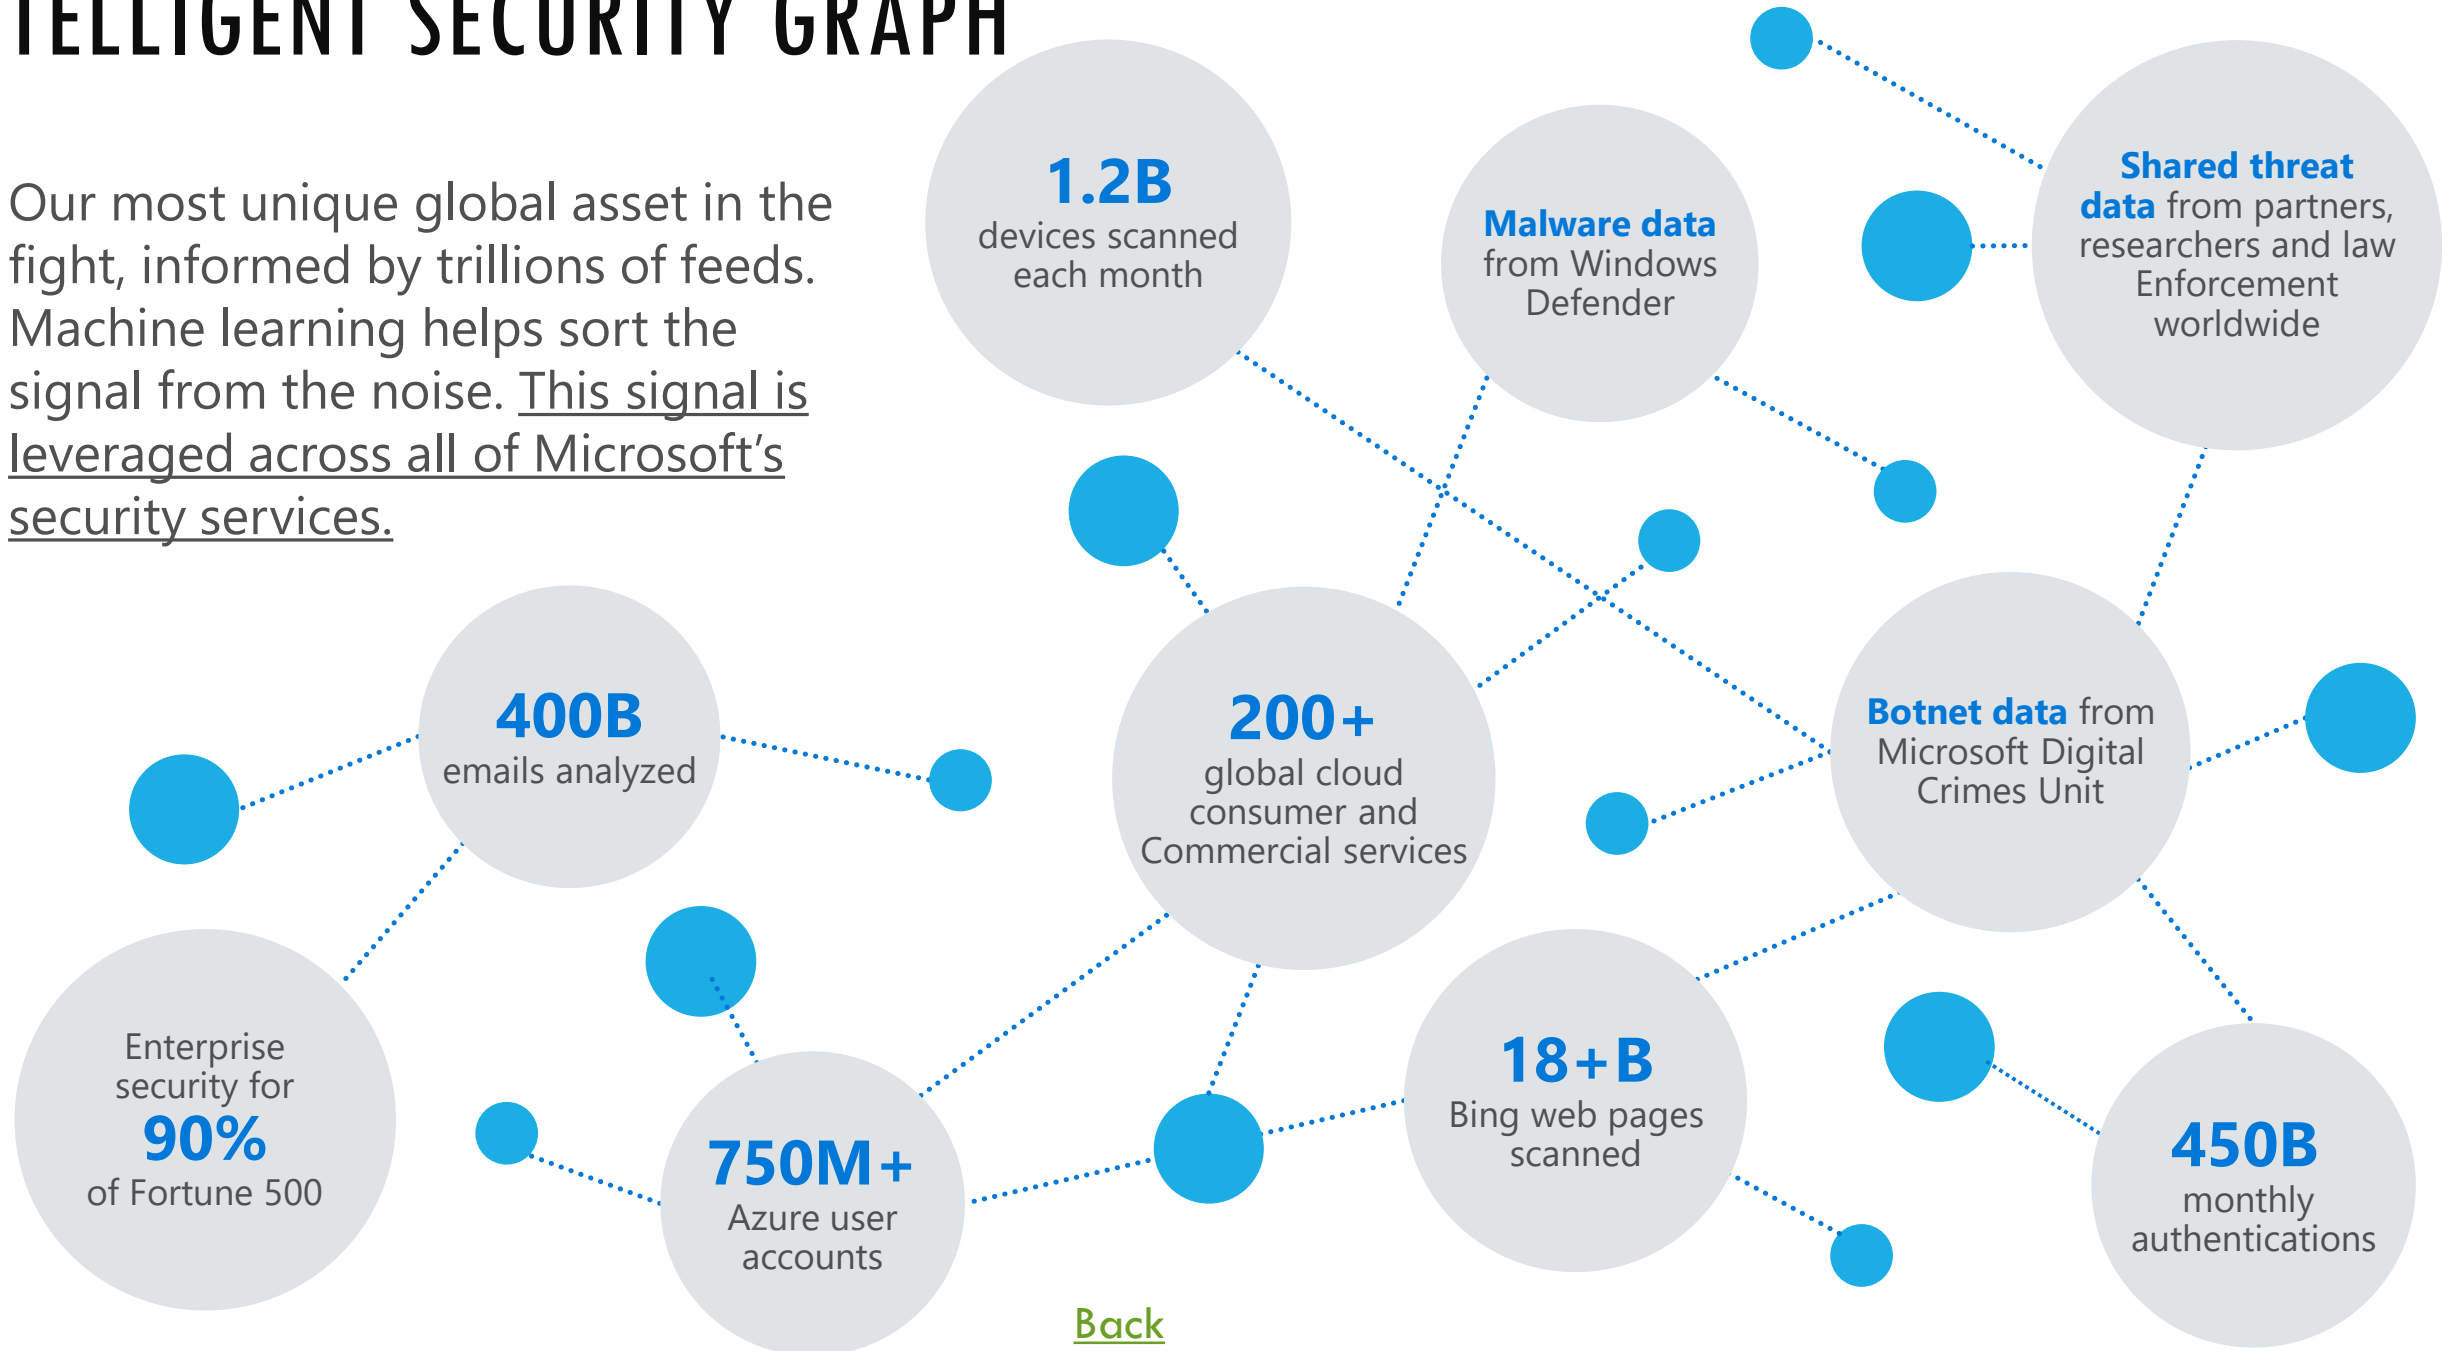 TELLIGENT SECURITY GRAPH
Our most unique global asset in the
fight, informed by trillions of feeds.
Machine learning helps sort the
signal from the noise. This signal is
leveraged across all of Microsoft’s
security services.
1.2B
devices scanned
each month
Malware data
from Windows
Defender
Shared threat
data from partners,
researchers and law
Enforcement
worldwide
400B
emails analyzed
200+
global cloud
consumer and
Commercial services
Botnet data from
Microsoft Digital
Crimes Unit
Enterprise
security for
90%
of Fortune 500
750M+
Azure user
accounts
18+B
Bing web pages
scanned
450B
monthly
authentications
Back